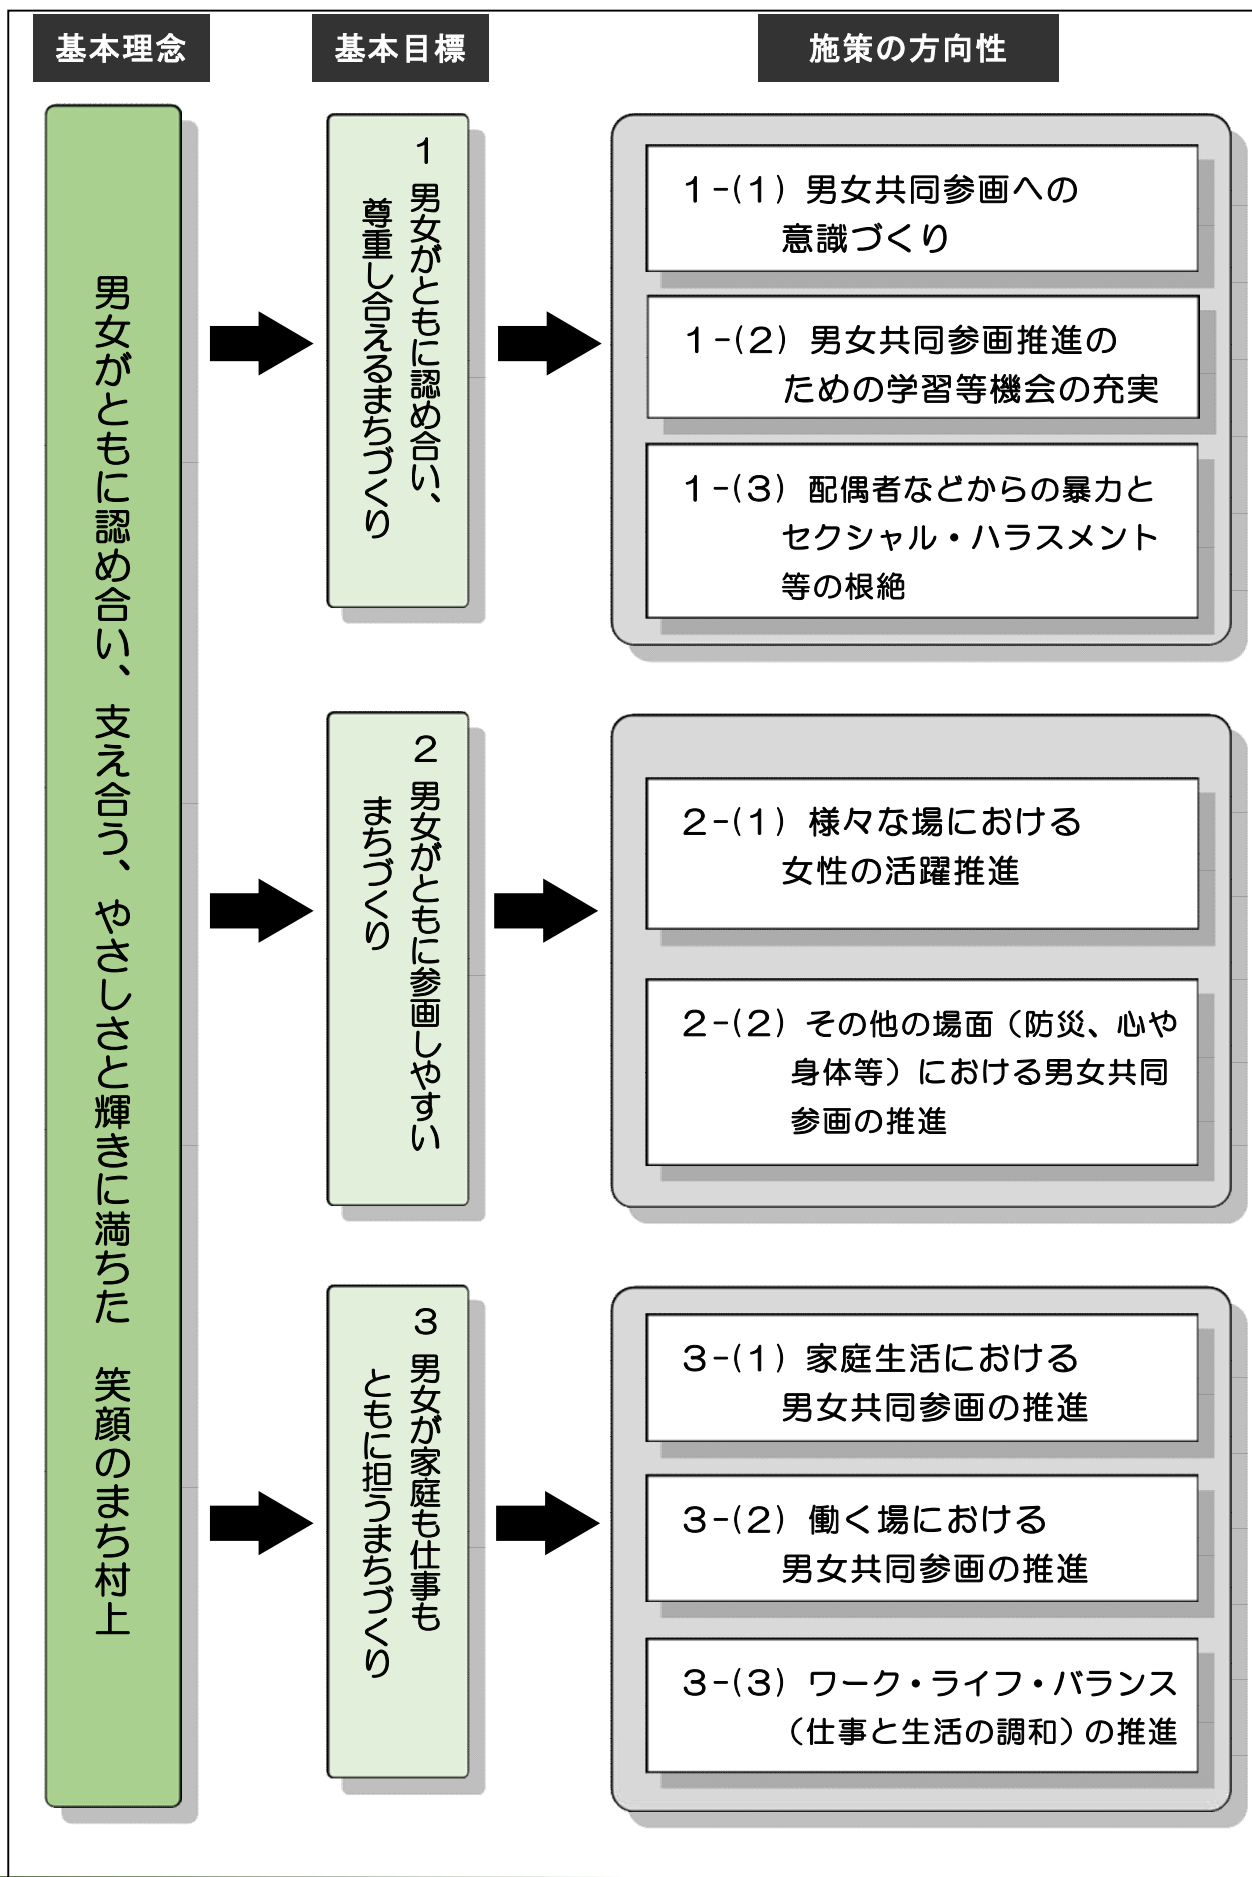 基本理念
基本目標
施策の方向性
男女がともに認め合い、支え合う、やさしさと輝きに満ちた　笑顔のまち村上
１ 男女がともに認め合い、
尊重し合えるまちづくり
１-(１) 男女共同参画への
意識づくり
１-(２) 男女共同参画推進の
ための学習等機会の充実
１-(３) 配偶者などからの暴力と
セクシャル・ハラスメント
等の根絶
２ 男女がともに参画しやすい
まちづくり
２-(１) 様々な場における
女性の活躍推進
２-(２) その他の場面（防災、心や
身体等）における男女共同
参画の推進
３ 男女が家庭も仕事も
ともに担うまちづくり
３-(１) 家庭生活における
男女共同参画の推進
３-(２) 働く場における
男女共同参画の推進
３-(３) ワーク・ライフ・バランス
（仕事と生活の調和）の推進